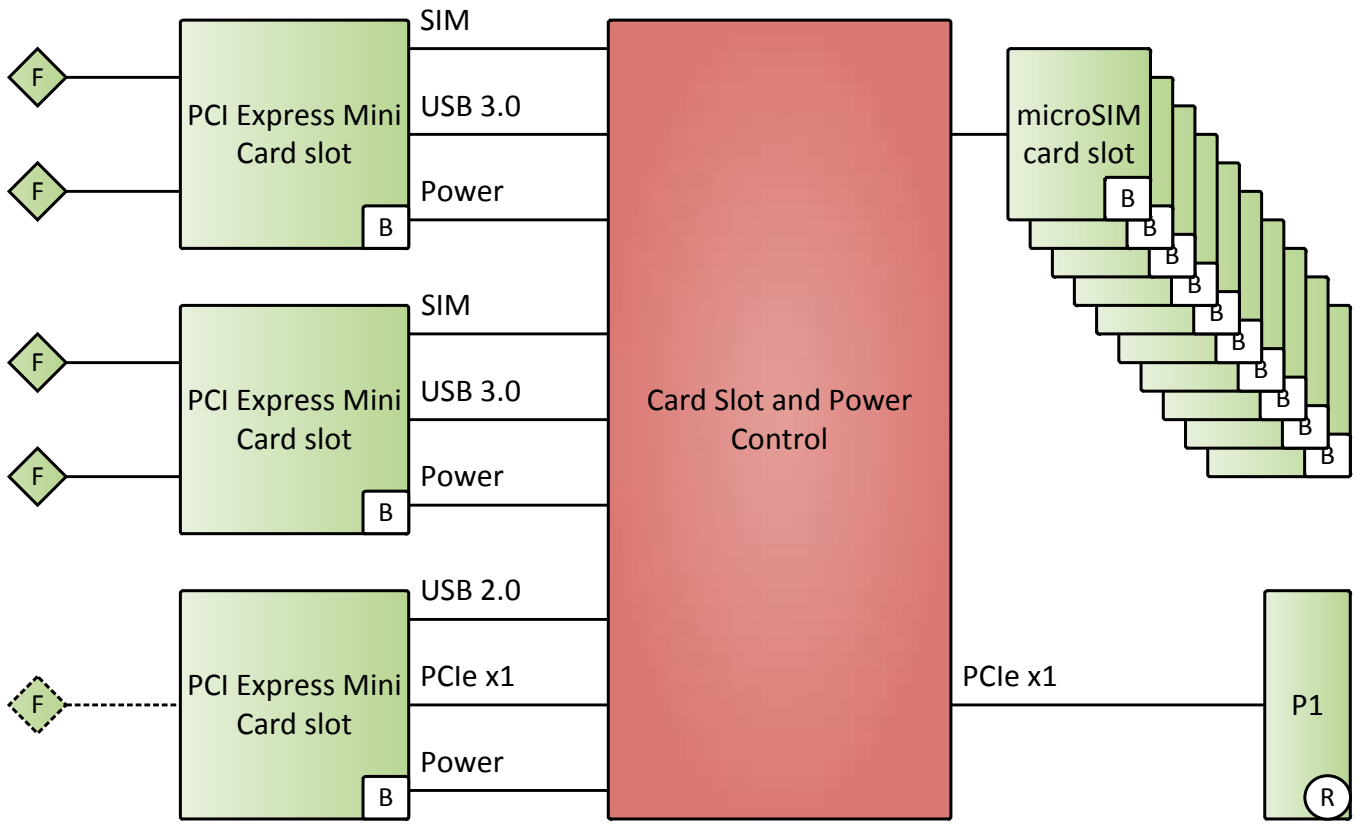 SIM
F
PCI Express Mini
Card slot
USB 3.0
F
Power
B
SIM
F
PCI Express Mini
Card slot
USB 3.0
F
Power
B
USB 2.0
F
PCI Express Mini
Card slot
PCIe x1
Power
B
Card Slot and Power
Control
microSIM
card slot
B
B
B
B
B
B
B
B
B
B
PCIe x1
P1
R